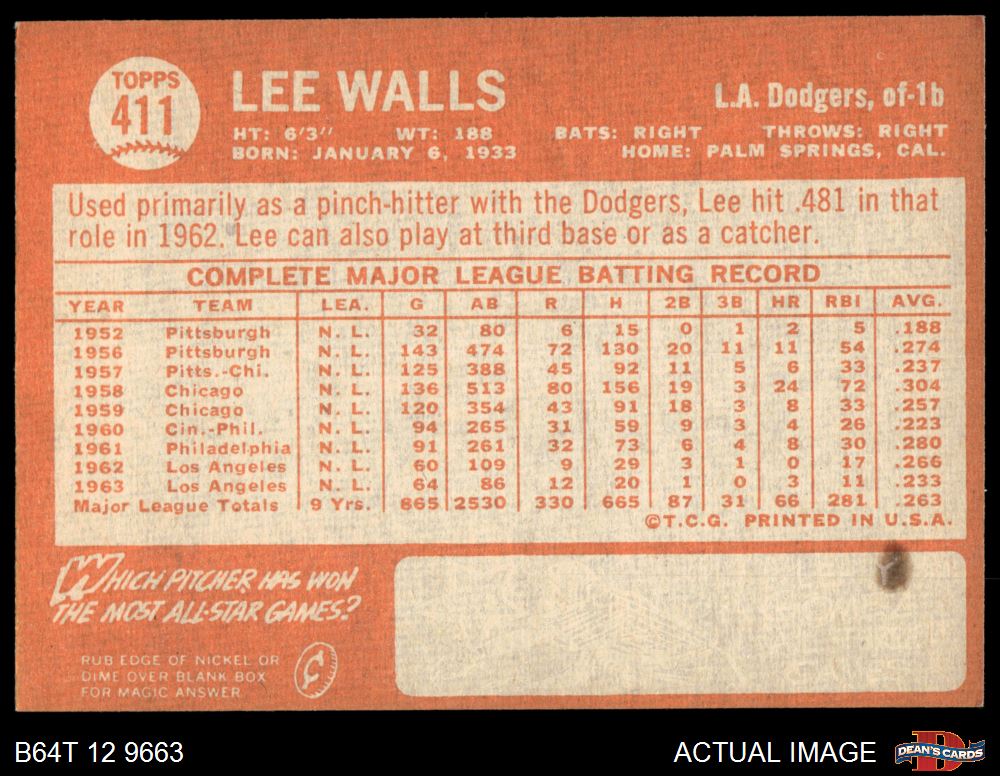 TOPPS
411
LEE WALLS
L.A. Dodgers, of-1b
HT: 6'3" WT: 188 BATS: RIGHT THROWS: RIGHT
BORN: JANUARY 6, 1933 HOME: PALM SPRINGS, CAL.
Used primarily as a pinch-hitter with the Dodgers, Lee hit .481 in that
role in 1962. Lee can also play at third base or as a catcher.
COMPLETE MAJOR LEAGUE BATTING RECORD
YEAR TEAM LEA. G AB R H 2B 3B HR RBI AVG.
1952 Pittsburgh N. L. 32 80 6 15 0 1 2 5 .188
1956 Pittsburgh N. L. 143 474 72 130 20 11 11 54 .274
1957 Pitts.-Chi. N. L. 125 388 45 92 11 5 6 33 .237
1958 Chicago N. L. 136 513 80 156 19 3 24 72 .304
1959 Chicago N. L. 120 354 43 91 18 3 8 33 .257
1960 Cin.-Phil. N. L. 94 265 31 59 9 3 4 26 .223
1961 Philadelphia N. L. 91 261 32 73 6 4 8 30 .280
1962 Los Angeles N. L. 60 109 9 29 3 1 0 17 .266
1963 Los Angeles N. L. 64 86 12 20 1 0 3 11 .233
Major League Totals 9 Yrs. 865 2530 330 665 87 31 66 281 .263
©T.C.G. PRINTED IN U.S.A.
WHICH PITCHER HAS WON
THE MOST ALL-STAR GAMES?
RUB EDGE OF NICKEL OR
DIME OVER BLANK BOX
FOR MAGIC ANSWER
B64T 12 9663
ACTUAL IMAGE
DEAN'S CARDS